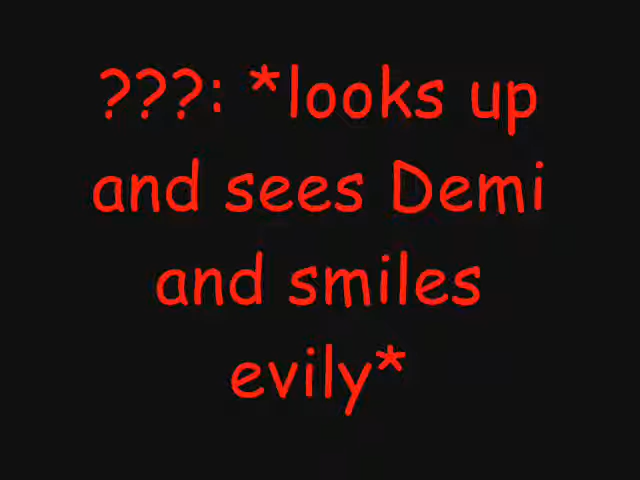 ???: *looks up
and sees Demi
and smiles
evily*